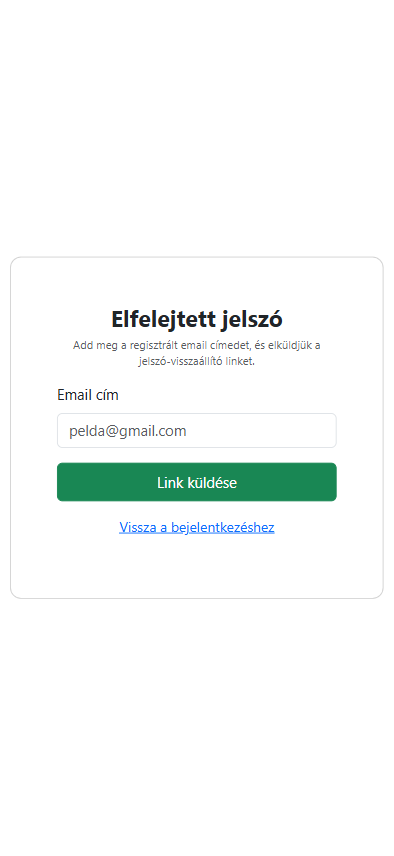 Elfelejtett jelszó
Add meg a regisztrált email címedet, és elküldjük a
jelszó-visszaállító linket.
Email cím
pelda@gmail.com
Link küldése
Vissza a bejelentkezéshez